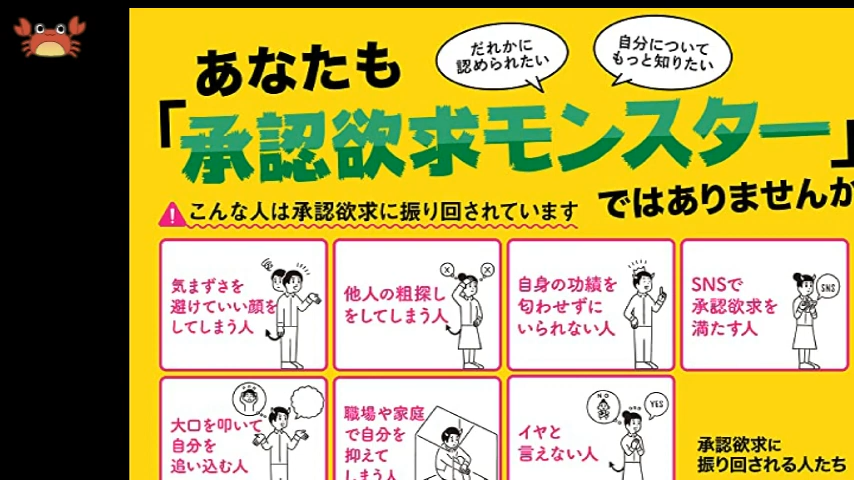 だれかに
認められたい
自分について
もっと知りたい
あなたも
「承認欲求モンスター」
ではありませんか
こんな人は承認欲求に振り回されています
気まずさを
避けていい顔を
してしまう人
他人の粗探し
をしてしまう人
自身の功績を
匂わせずに
いられない人
SNSで
承認欲求を
満たす人
SNS
大口を叩いて
自分を
追い込む人
職場や家庭
で自分を
抑えて
しまう人
NO
YES
イヤと
言えない人
承認欲求に
振り回される人たち